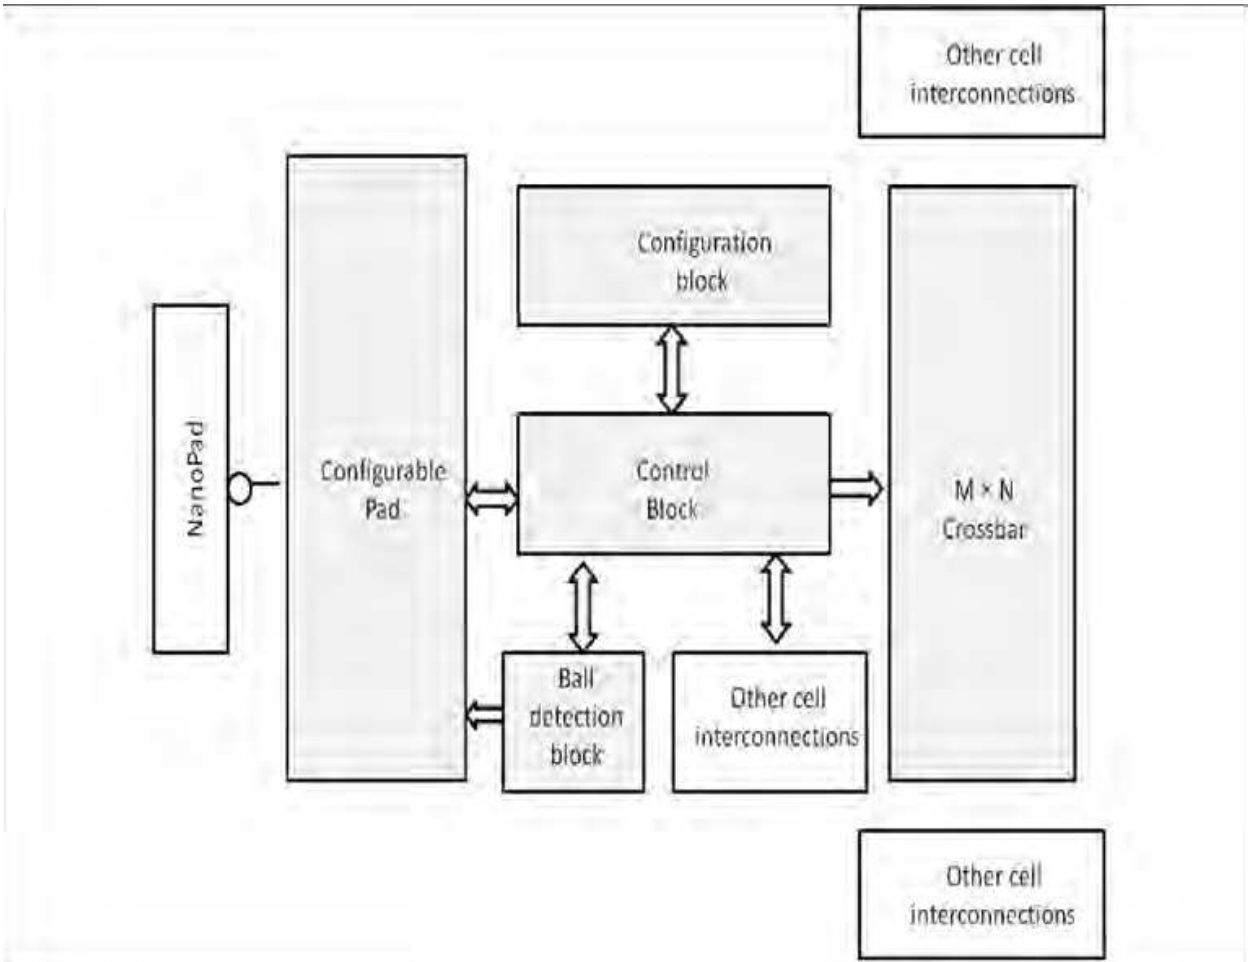 Other cell
interconnections
Configuration
block
NanoPad
Configurable
Pad
Control
Block
M × N
Crossbar
Ball
detection
block
Other cell
interconnections
Other cell
interconnections